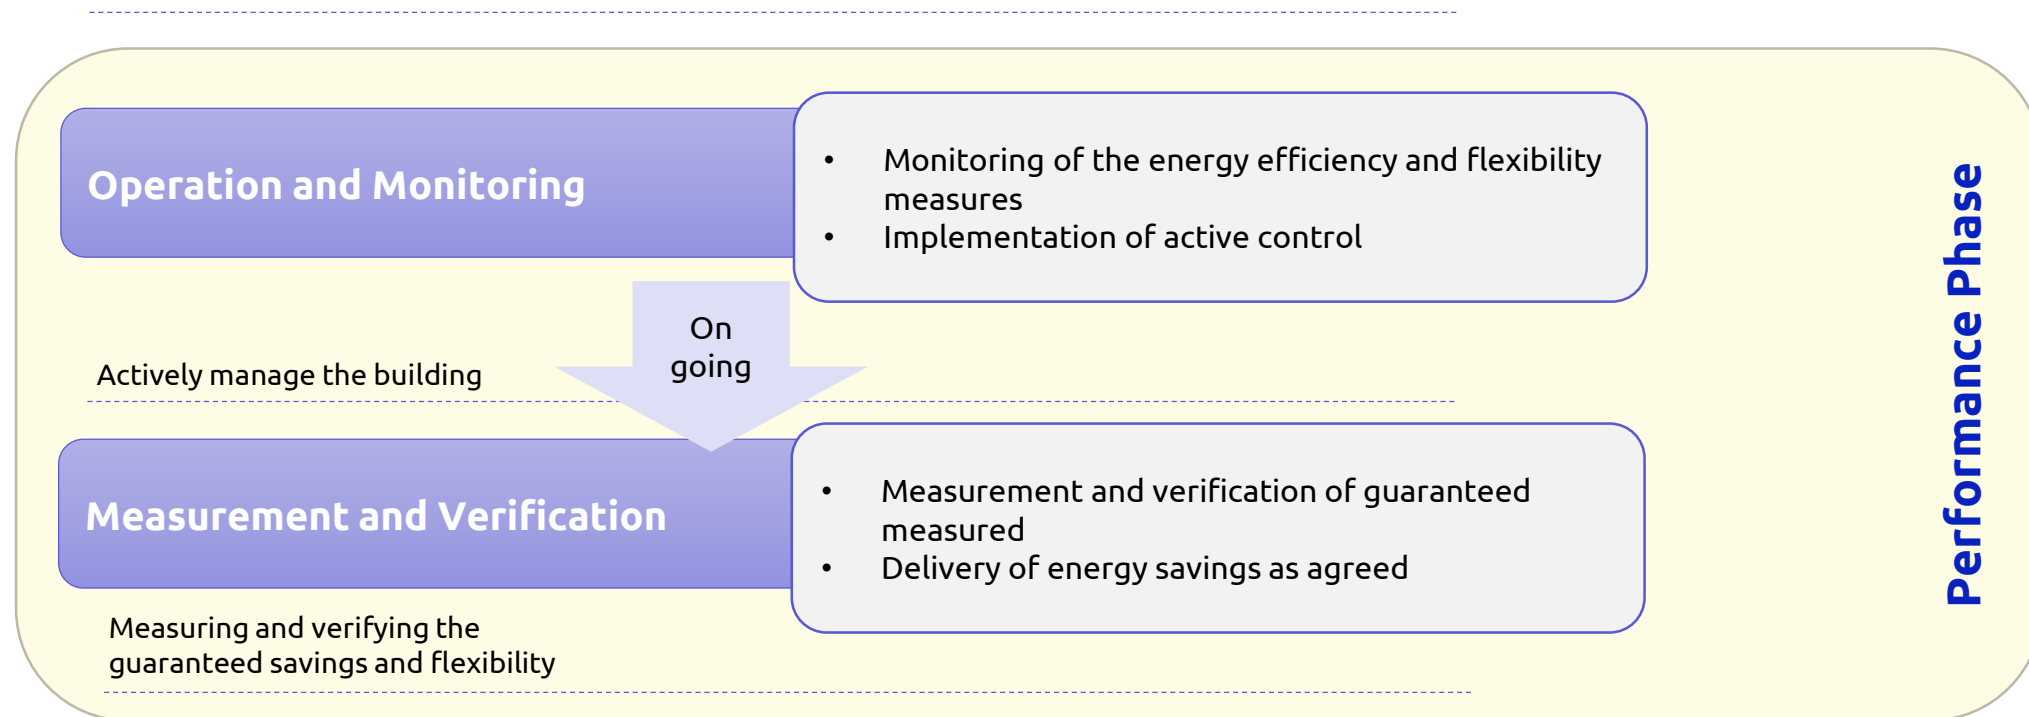 Operation and Monitoring
• Monitoring of the energy efficiency and flexibility
measures
• Implementation of active control
On
going
Actively manage the building
Measurement and Verification
• Measurement and verification of guaranteed
measured
• Delivery of energy savings as agreed
Measuring and verifying the
guaranteed savings and flexibility
Performance Phase